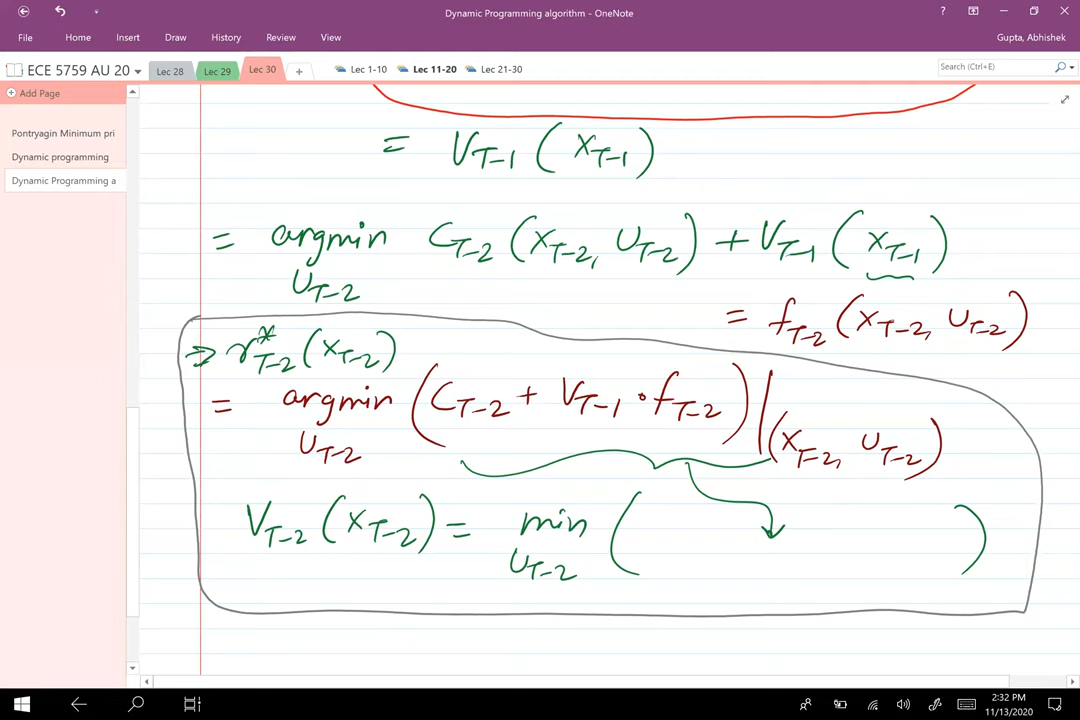 Dynamic Programming algorithm - OneNote
File Home Insert Draw History Review View Gupta, Abhishek
ECE 5759 AU 20 Lec 28 Lec 29 Lec 30 + Lec 1-10 Lec 11-20 Lec 21-30 Search (Ctrl+E)
Add Page
Pontryagin Minimum pri
Dynamic programming
Dynamic Programming a
= V_{T-1} ( x_{T-1} )
= argmin_{u_{T-2}} C_{T-2} ( x_{T-2}, u_{T-2} ) + V_{T-1} ( x_{T-1} )
= f_{T-2} ( x_{T-2}, u_{T-2} )
⇒ γ*_{T-2} ( x_{T-2} )
= argmin_{u_{T-2}} ( C_{T-2} + V_{T-1} ∘ f_{T-2} ) | ( x_{T-2}, u_{T-2} )
V_{T-2} ( x_{T-2} ) = min_{u_{T-2}} ( )
2:32 PM
11/13/2020